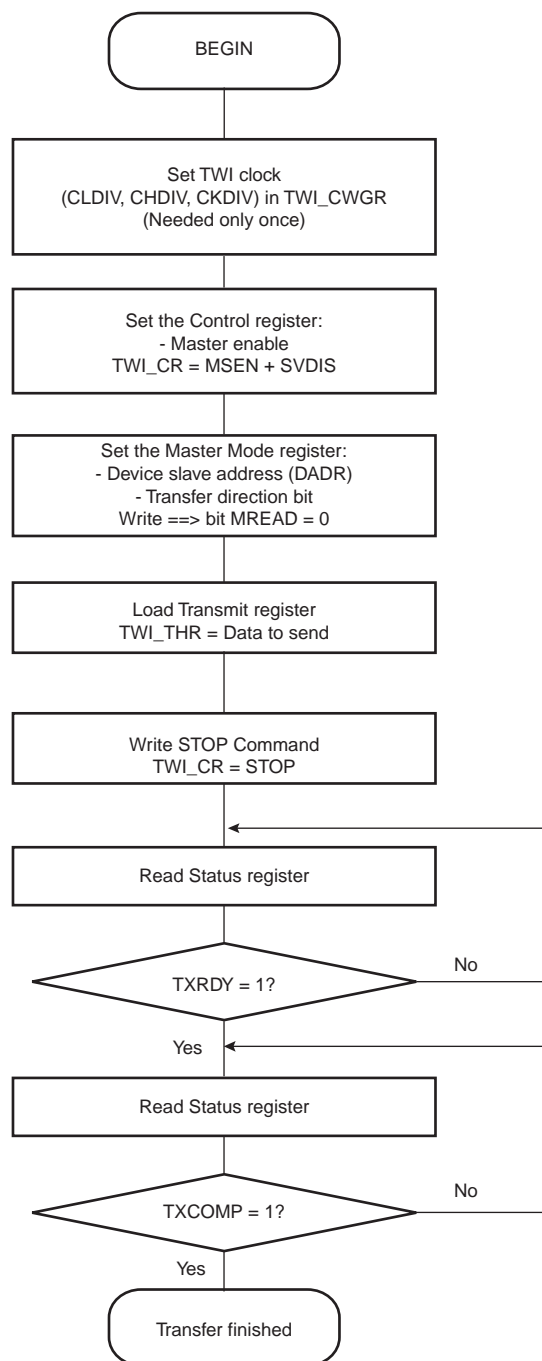 BEGIN
Set TWI clock
(CLDIV, CHDIV, CKDIV) in TWI_CWGR
(Needed only once)
Set the Control register:
- Master enable
TWI_CR = MSEN + SVDIS
Set the Master Mode register:
- Device slave address (DADR)
- Transfer direction bit
Write ==> bit MREAD = 0
Load Transmit register
TWI_THR = Data to send
Write STOP Command
TWI_CR = STOP
Read Status register
TXRDY = 1?
No
Yes
Read Status register
TXCOMP = 1?
No
Yes
Transfer finished